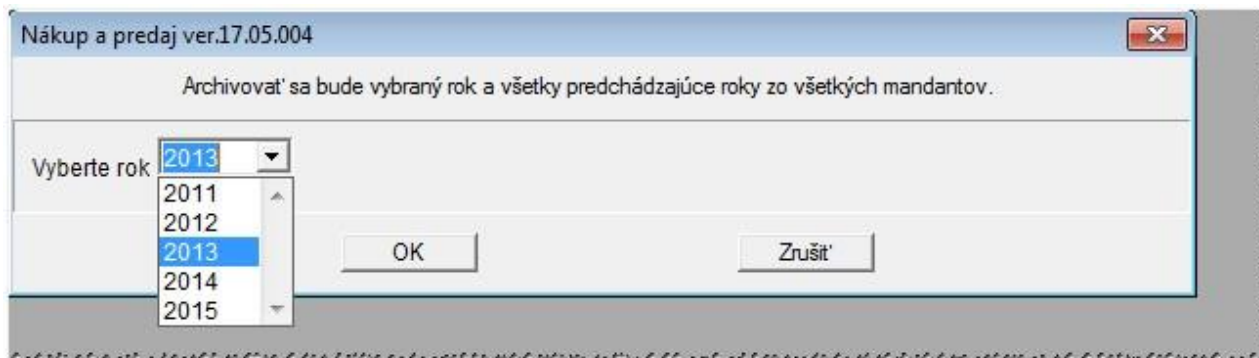 Nákup a predaj ver.17.05.004
Archivovať sa bude vybraný rok a všetky predchádzajúce roky zo všetkých mandantov.
Vyberte rok 2013
2011
2012
2013
2014
2015
OK Zrušiť